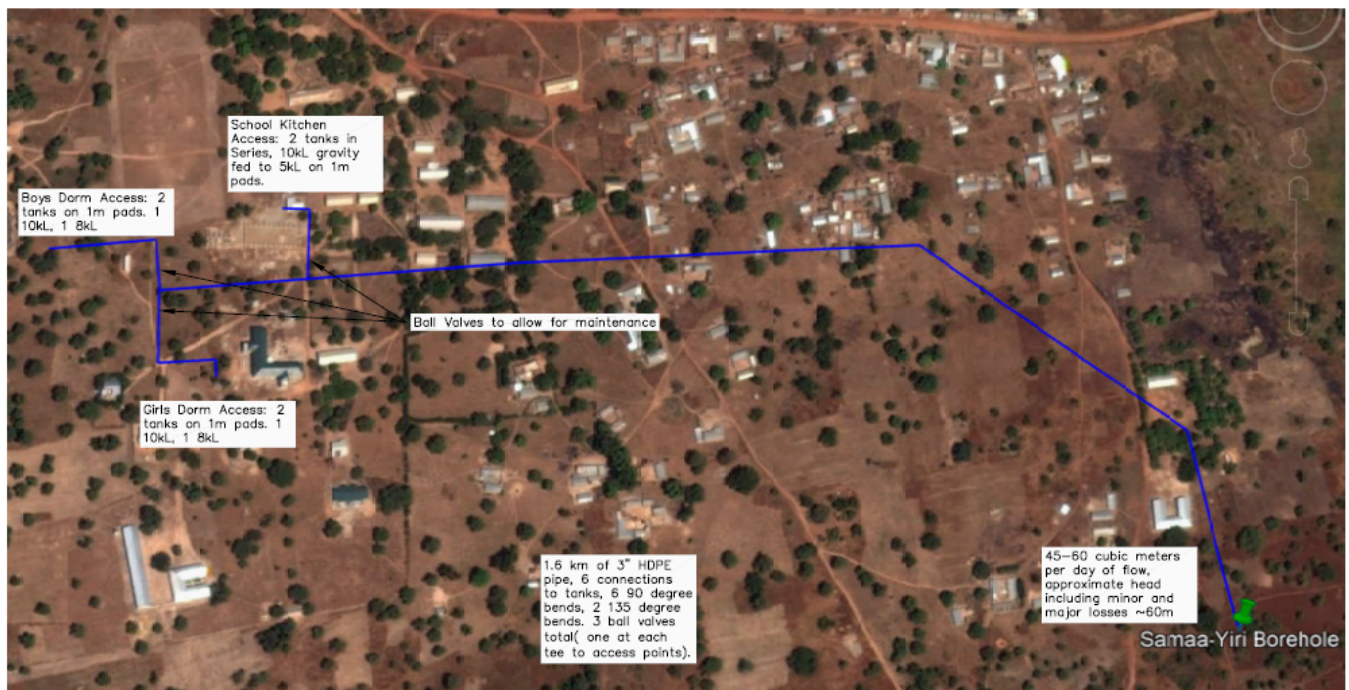 School Kitchen
Access: 2 tanks in
Series, 10kL gravity
fed to 5kL on 1m
pads.
Boys Dorm Access: 2
tanks on 1m pads. 1
10kL, 1 8kL
Ball Valves to allow for maintenance
Girls Dorm Access: 2
tanks on 1m pads. 1
10kL, 1 8kL
1.6 km of 3" HDPE
pipe, 6 connections
to tanks, 6 90 degree
bends, 2 135 degree
bends. 3 ball valves
total( one at each
tee to access points).
45-60 cubic meters
per day of flow,
approximate head
including minor and
major losses ~60m
Samaa-Yiri Borehole